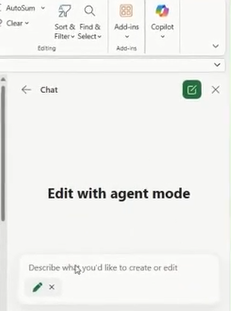 AutoSum
Clear
Sort & Filter
Find & Select
Add-ins
Copilot
Editing
Add-ins
Chat
Edit with agent mode
Describe what you'd like to create or edit